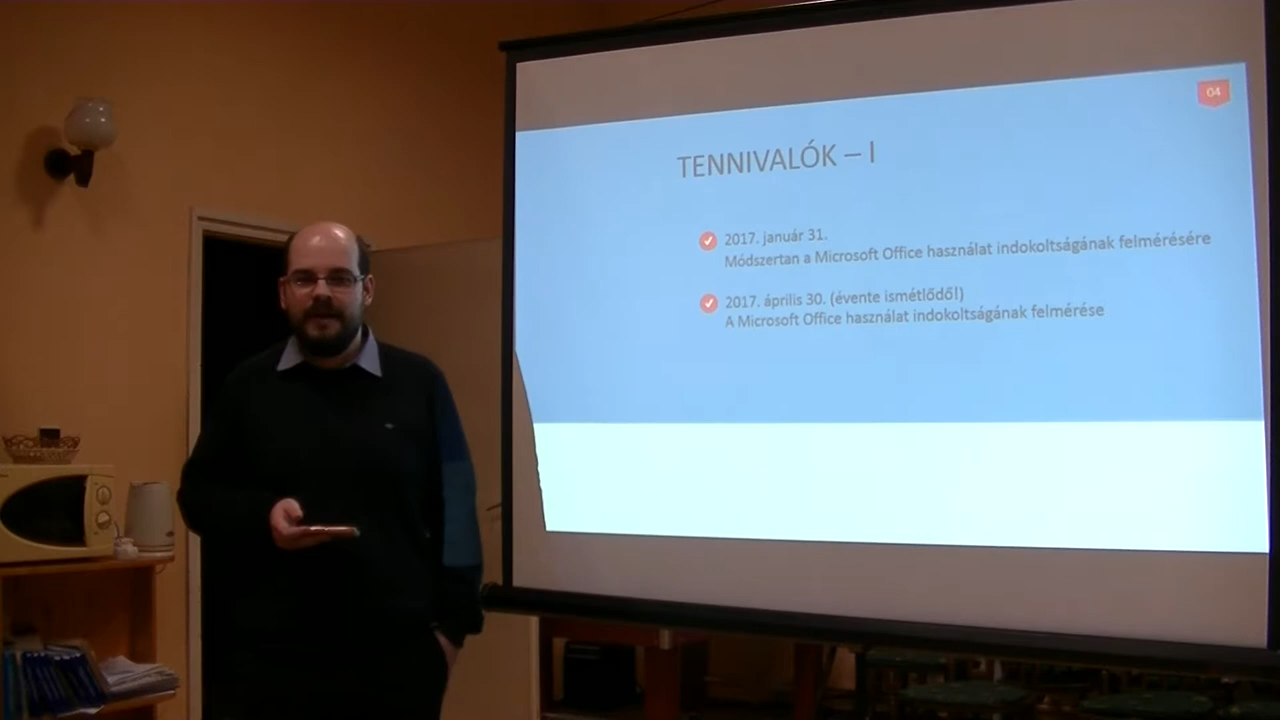 04
TENNIVALÓK – I
2017. január 31.
Módszertan a Microsoft Office használat indokoltságának felmérésére
2017. április 30. (évente ismétlődől)
A Microsoft Office használat indokoltságának felmérése